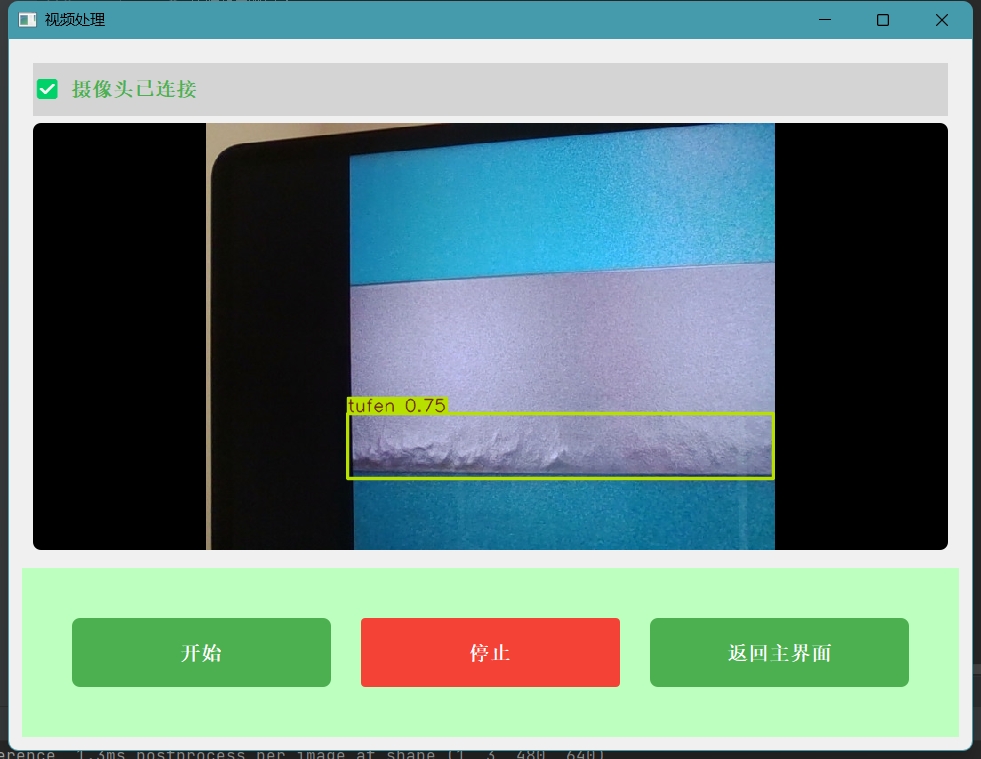 视频处理
摄像头已连接
tufen 0.75
开始
停止
返回主界面
erence, 1.3ms postprocess per image at shape (1, 3, 480, 640)